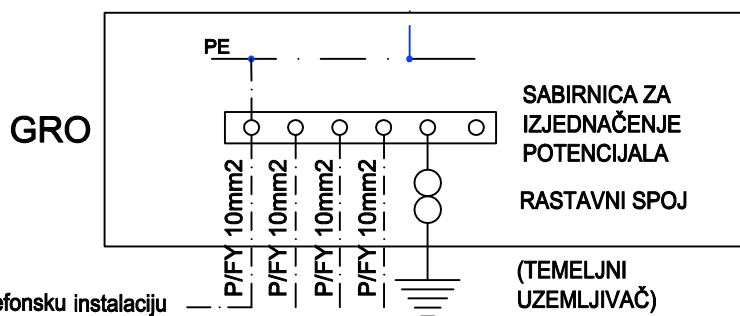 PE
GRO
SABIRNICA ZA
IZJEDNAČENJE
POTENCIJALA
RASTAVNI SPOJ
P/FY 10mm2
P/FY 10mm2
P/FY 10mm2
P/FY 10mm2
(TEMELJNI
UZEMLJIVAČ)
instalaciju